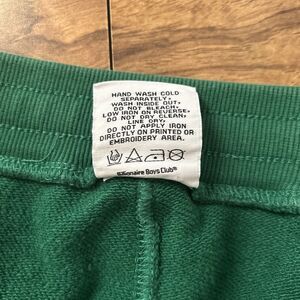 HAND WASH COLD
SEPARATELY.
WASH INSIDE OUT.
DO NOT BLEACH.
LOW IRON ON REVERSE.
DO NOT DRY CLEAN.
LINE DRY.
DO NOT APPLY IRON
DIRECTLY ON PRINTED OR
EMBROIDERY AREA.
Billionaire Boys Club®